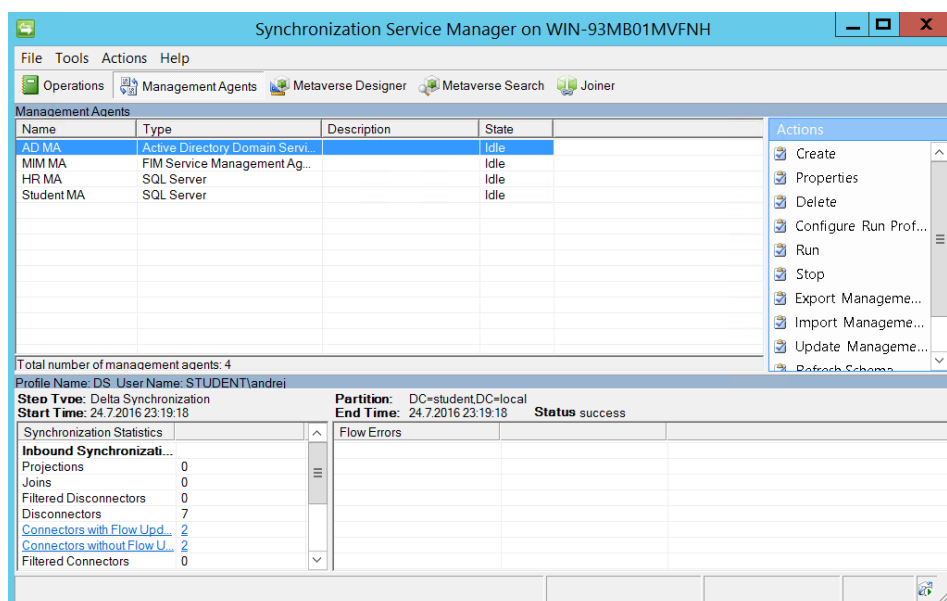 Synchronization Service Manager on WIN-93MB01MVFNH
File Tools Actions Help
Operations Management Agents Metaverse Designer Metaverse Search Joiner
Management Agents
Name Type Description State
AD MA Active Directory Domain Servi... Idle
MIM MA FIM Service Management Ag... Idle
HR MA SQL Server Idle
Student MA SQL Server Idle
Total number of management agents: 4
Actions
Create
Properties
Delete
Configure Run Prof...
Run
Stop
Export Manageme...
Import Manageme...
Update Manageme...
Refresh Schema
Profile Name: DS User Name: STUDENT\andrej
Step Type: Delta Synchronization Partition: DC=student,DC=local
Start Time: 24.7.2016 23:19:18 End Time: 24.7.2016 23:19:18 Status success
Synchronization Statistics Flow Errors
Inbound Synchronizati...
Projections 0
Joins 0
Filtered Disconnectors 0
Disconnectors 7
Connectors with Flow Upd... 2
Connectors without Flow U... 2
Filtered Connectors 0